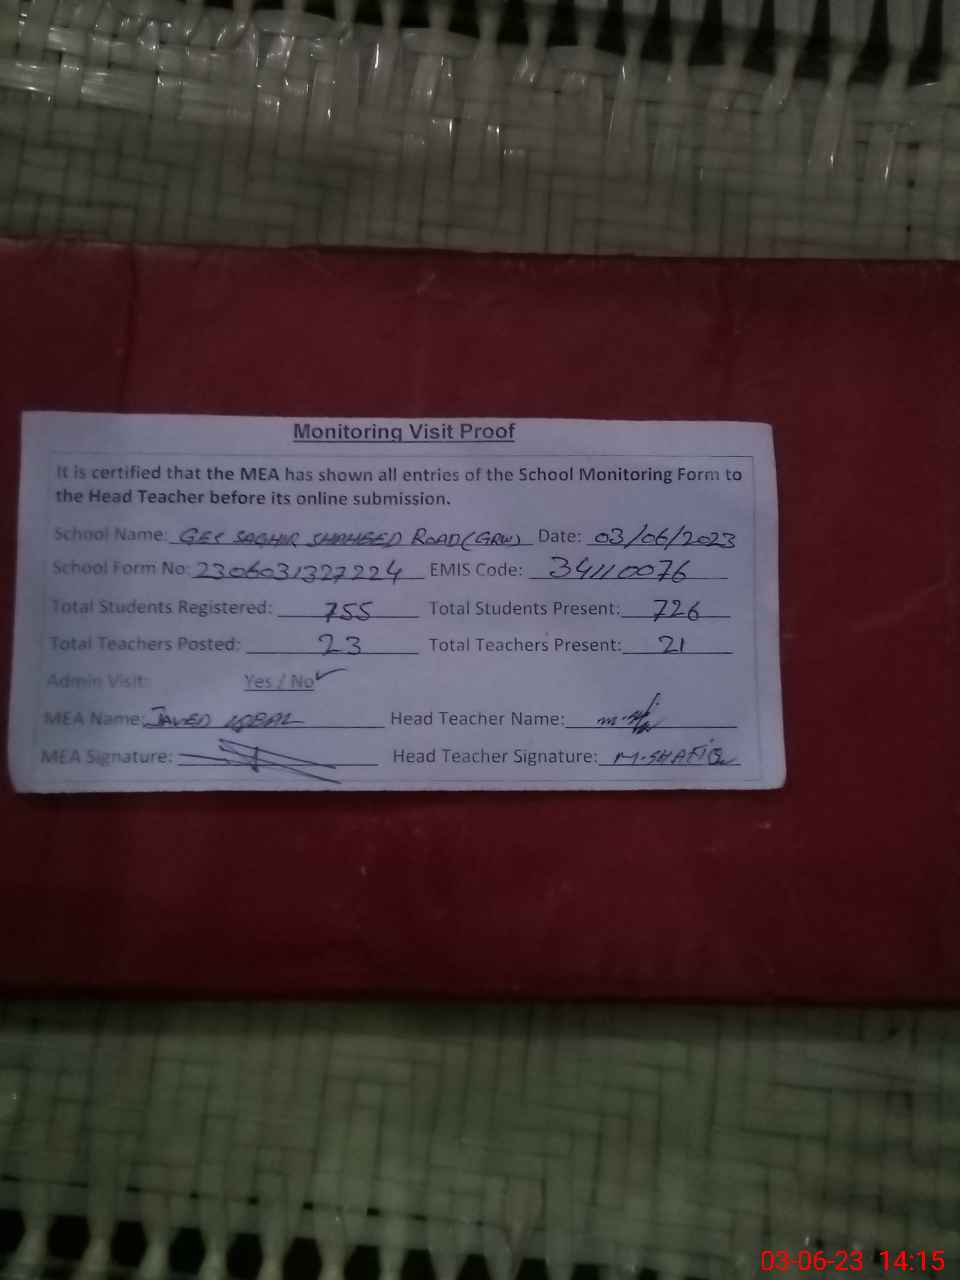 Monitoring Visit Proof
It is certified that the MEA has shown all entries of the School Monitoring Form to
the Head Teacher before its online submission.
School Name: GES SAGHIR SHAHEED ROAD (GRW) Date: 03/06/2023
School Form No: 2306031327224 EMIS Code: 34110076
Total Students Registered: 755 Total Students Present: 726
Total Teachers Posted: 23 Total Teachers Present: 21
Admin Visit: Yes / No ✓
MEA Name: JAVED IQBAL Head Teacher Name:
MEA Signature: Head Teacher Signature: M.SHAFIQ
03-06-23 14:15